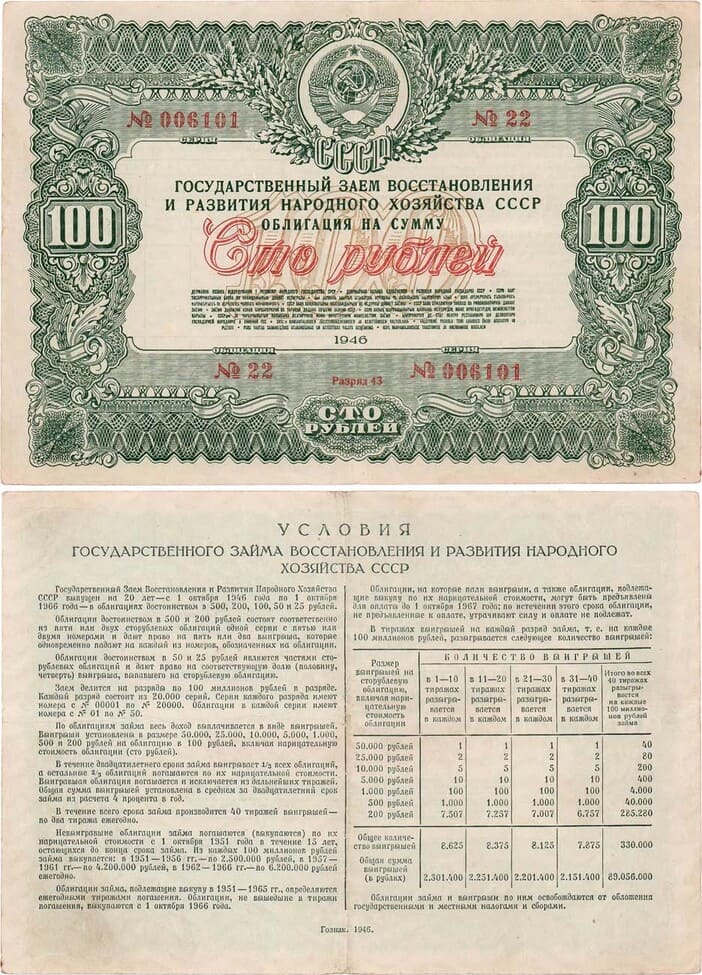 № 006101
СЕРИЯ
№ 22
ОБЛИГАЦИЯ
СССР
ГОСУДАРСТВЕННЫЙ ЗАЕМ ВОССТАНОВЛЕНИЯ
И РАЗВИТИЯ НАРОДНОГО ХОЗЯЙСТВА СССР
ОБЛИГАЦИЯ НА СУММУ
100
Сто рублей
100
1946
ОБЛИГАЦИЯ
№ 22
Разряд 43
СЕРИЯ
№ 006101
СТО
РУБЛЕЙ
УСЛОВИЯ
ГОСУДАРСТВЕННОГО ЗАЙМА ВОССТАНОВЛЕНИЯ И РАЗВИТИЯ НАРОДНОГО
ХОЗЯЙСТВА СССР
Государственный Заем Восстановления и Развития Народного Хозяйства
СССР выпущен на 20 лет—с 1 октября 1946 года по 1 октября
1966 года—в облигациях достоинством в 500, 200, 100, 50 и 25 рублей.
Облигации достоинством в 500 и 200 рублей состоят соответственно
из пяти или двух сторублевых облигаций одной серии с пятью или
двумя номерами и дают право на пять или два выигрыша, которые
одновременно падают на каждый из номеров, обозначенных на облигации.
Облигации достоинством в 50 и 25 рублей являются частями сто-
рублевых облигаций и дают право на соответствующую долю (половину,
четверть) выигрыша, выпавшего на сторублевую облигацию.
Заем делится на разряды по 100 миллионов рублей в разряде.
Каждый разряд состоит из 20.000 серий. Серии каждого разряда имеют
номера с № 00001 по № 20000. Облигации в каждой серии имеют
номера с № 01 по № 50.
По облигациям займа весь доход выплачивается в виде выигрышей.
Выигрыши установлены в размере 50.000, 25.000, 10.000, 5.000, 1.000,
500 и 200 рублей на облигацию в 100 рублей, включая нарицательную
стоимость облигации (сто рублей).
В течение двадцатилетнего срока займа выигрывает 1/3 всех облигаций,
а остальные 2/3 облигаций погашаются по их нарицательной стоимости.
Выигравшая облигация погашается и исключается из дальнейших тиражей.
Общая сумма выигрышей установлена в среднем за двадцатилетний срок
займа из расчета 4 процента в год.
В течение всего срока займа производится 40 тиражей выигрышей—
по два тиража ежегодно.
Невыигравшие облигации займа погашаются (выкупаются) по их
нарицательной стоимости с 1 октября 1951 года в течение 15 лет,
остающихся до конца срока займа. Из каждых 100 миллионов рублей
займа выкупается: в 1951—1956 гг.—по 2.500.000 рублей, в 1957—
1961 гг.—по 4.200.000 рублей, в 1962—1966 гг.—по 6.200.000 рублей
ежегодно.
Облигации займа, подлежащие выкупу в 1951—1965 гг., определяются
ежегодными тиражами погашения. Облигации, не вышедшие в тиражи
погашения, выкупаются с 1 октября 1966 года.
Облигации, на которые пали выигрыши, а также облигации, подлежа-
щие выкупу по их нарицательной стоимости, могут быть предъявлены
для оплаты до 1 октября 1967 года; по истечении этого срока облигации,
не предъявленные к оплате, утрачивают силу и оплате не подлежат.
В тиражах выигрышей на каждый разряд займа, т. е. на каждые
100 миллионов рублей, разыгрывается следующее количество выигрышей:
Размер выигрышей на сторублевую облигацию, включая нари- цательную стоимость облигации
КОЛИЧЕСТВО ВЫИГРЫШЕЙ
в 1—10 тиражах разыгры- вается в каждом
в 11—20 тиражах разыгры- вается в каждом
в 21—30 тиражах разыгры- вается в каждом
в 31—40 тиражах разыгры- вается в каждом
Итого во всех 40 тиражах разыгры- вается на каждые 100 миллио- нов рублей займа
50.000 рублей 1 1 1 1 40
25.000 рублей 2 2 2 2 80
10.000 рублей 5 5 5 5 200
5.000 рублей 10 10 10 10 400
1.000 рублей 100 100 100 100 4.000
500 рублей 1.000 1.000 1.000 1.000 40.000
200 рублей 7.507 7.257 7.007 6.757 285.280
Общее количе-
ство выигрышей 8.625 8.375 8.125 7.875 330.000
Общая сумма
выигрышей
(в рублях) 2.301.400 2.251.400 2.201.400 2.151.400 89.056.000
Облигации займа и выигрыши по ним освобождаются от обложения
государственными и местными налогами и сборами.
Гознак. 1946.